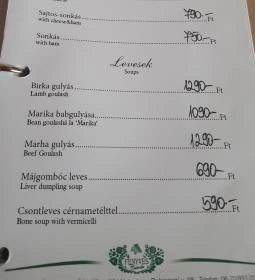 Sajtos-sonkás 790.-Ft
with cheese&ham
Sonkás 750.-Ft
with ham
Levesek
Soups
Birka gulyás 1290.-Ft
Lamb goulash
Marika babgulyása 1090.-Ft
Bean goulashsl la 'Marika'
Marha gulyás 1290.-Ft
Beef Goulash
Májgombóc leves 690.-Ft
Liver dumpling soup
Csontleves cérnametélttel 590.-Ft
Bone soup with vermicelli
FENYVES